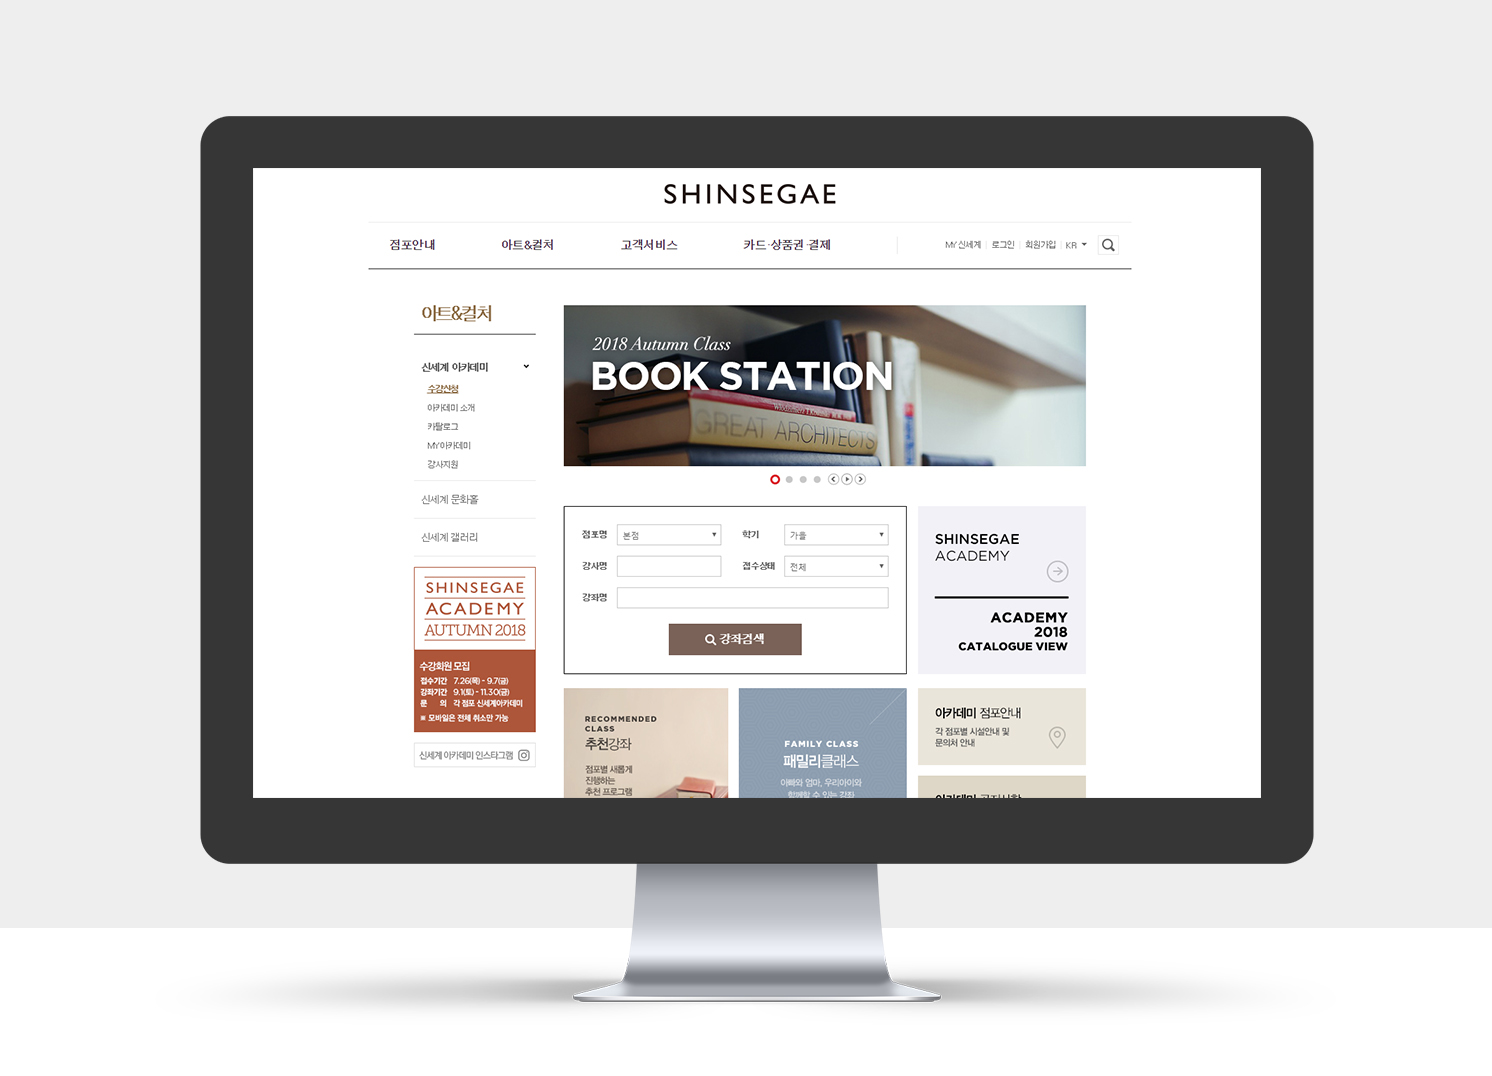 SHINSEGAE
점포안내
아트&컬처
고객서비스
카드·상품권·결제
MY 신세계
로그인
회원가입
KR
아트&컬처
신세계 아카데미
수강신청
아카데미 소개
카탈로그
MY아카데미
강사지원
신세계 문화홀
신세계 갤러리
SHINSEGAE
ACADEMY
AUTUMN 2018
수강회원 모집
접수기간 7.26(목) - 9.7(금)
강좌기간 9.1(토) - 11.30(금)
문 의 각 점포 신세계아카데미
※ 모바일은 전체 취소만 가능
신세계 아카데미 인스타그램
2018 Autumn Class
BOOK STATION
GREAT ARCHITECTS
점포명 본점
학기 가을
강사명
접수상태 전체
강좌명
강좌검색
SHINSEGAE
ACADEMY
ACADEMY
2018
CATALOGUE VIEW
RECOMMENDED
CLASS
추천강좌
점포별 새롭게
진행하는
추천 프로그램
FAMILY CLASS
패밀리클래스
아빠와 엄마, 우리아이와
함께할 수 있는 강좌
아카데미 점포안내
각 점포별 시설안내 및
문의처 안내